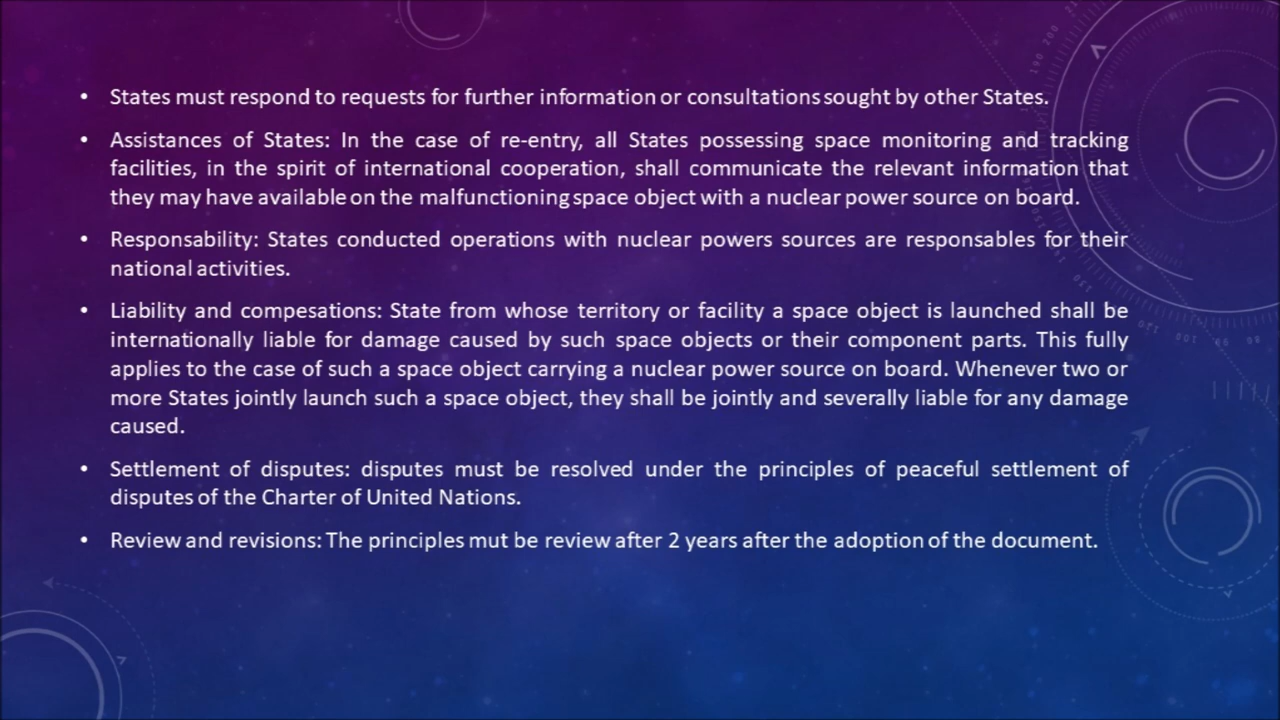 • States must respond to requests for further information or consultations sought by other States.
• Assistances of States: In the case of re-entry, all States possessing space monitoring and tracking
facilities, in the spirit of international cooperation, shall communicate the relevant information that
they may have available on the malfunctioning space object with a nuclear power source on board.
• Responsability: States conducted operations with nuclear powers sources are responsables for their
national activities.
• Liability and compesations: State from whose territory or facility a space object is launched shall be
internationally liable for damage caused by such space objects or their component parts. This fully
applies to the case of such a space object carrying a nuclear power source on board. Whenever two or
more States jointly launch such a space object, they shall be jointly and severally liable for any damage
caused.
• Settlement of disputes: disputes must be resolved under the principles of peaceful settlement of
disputes of the Charter of United Nations.
• Review and revisions: The principles mut be review after 2 years after the adoption of the document.